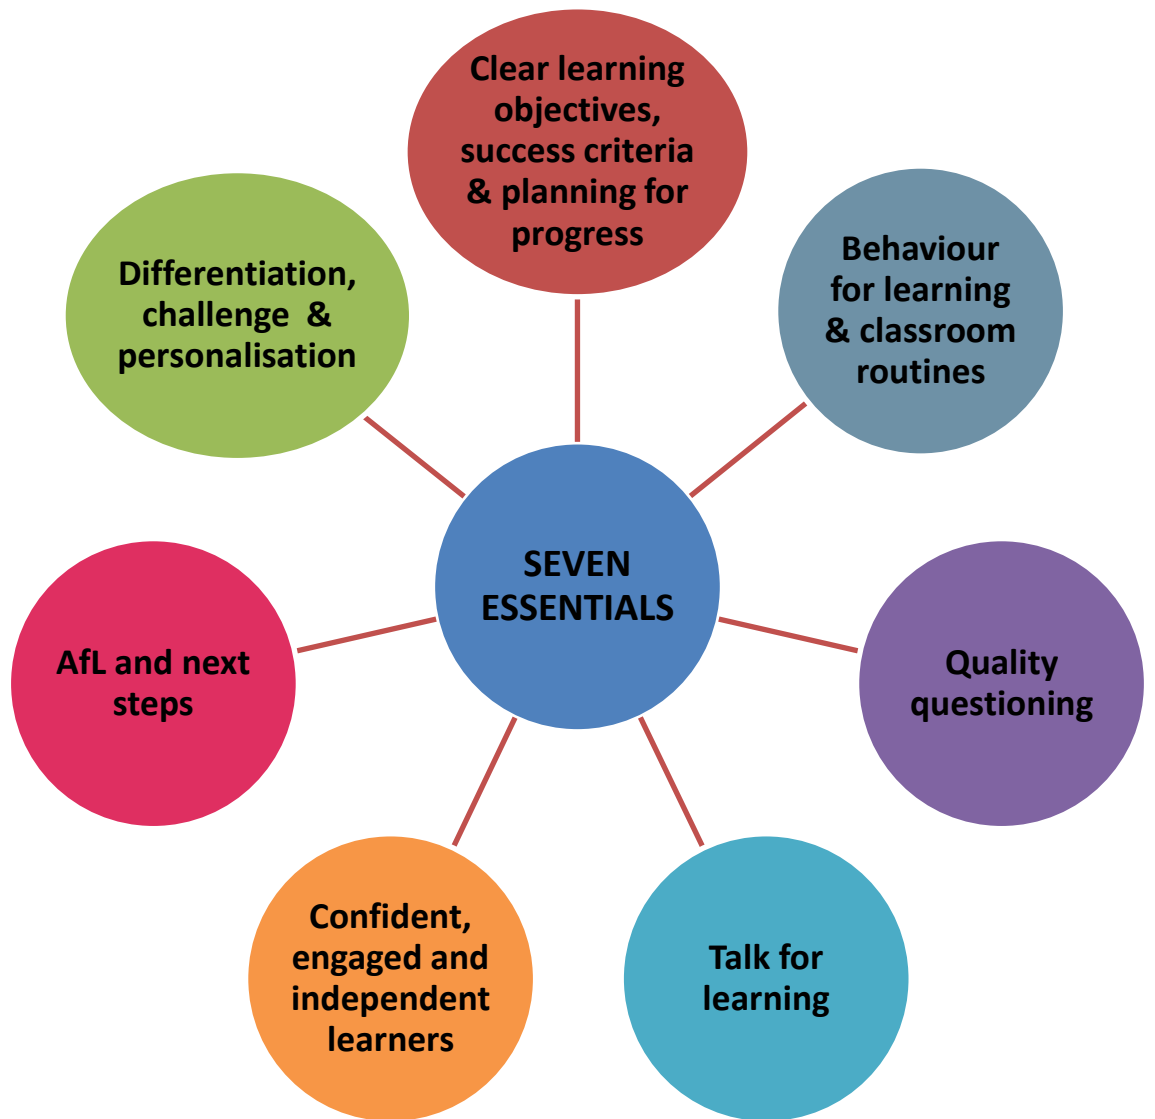 Clear learning
objectives,
success criteria
& planning for
progress
Behaviour
for learning
& classroom
routines
Quality
questioning
Talk for
learning
Confident,
engaged and
independent
learners
AfL and next
steps
Differentiation,
challenge &
personalisation
SEVEN
ESSENTIALS